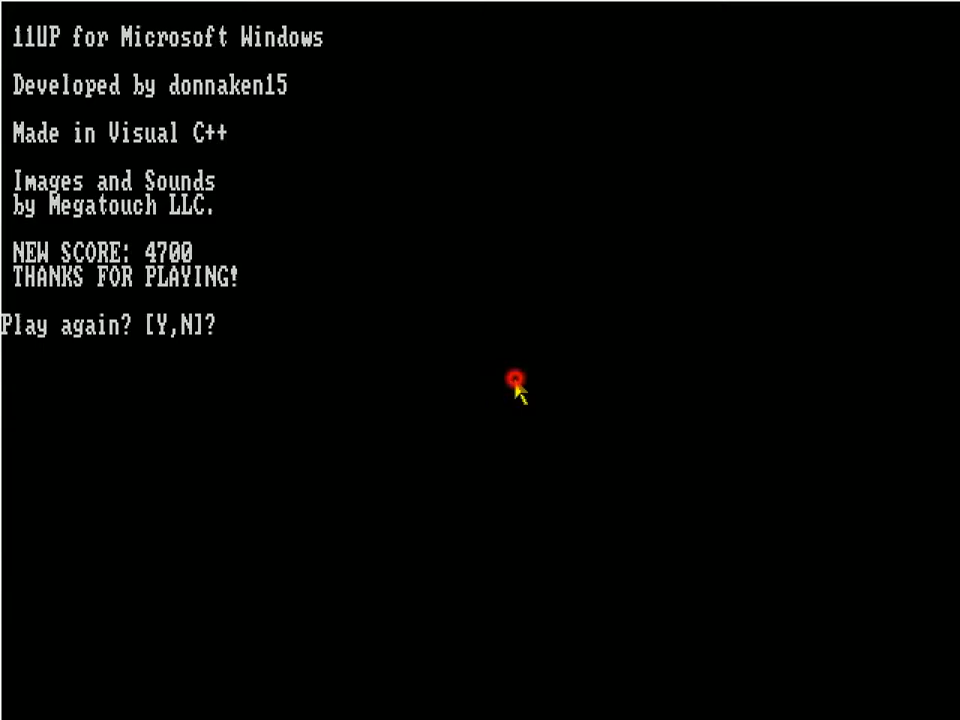 11UP for Microsoft Windows
Developed by donnaken15
Made in Visual C++
Images and Sounds
by Megatouch LLC.
NEW SCORE: 4700
THANKS FOR PLAYING!
Play again? [Y,N]?